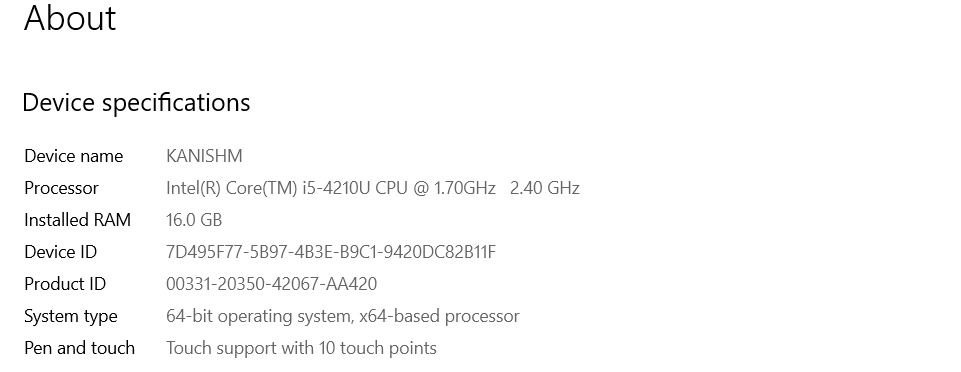 About
Device specifications
Device name KANISHM
Processor Intel(R) Core(TM) i5-4210U CPU @ 1.70GHz 2.40 GHz
Installed RAM 16.0 GB
Device ID 7D495F77-5B97-4B3E-B9C1-9420DC82B11F
Product ID 00331-20350-42067-AA420
System type 64-bit operating system, x64-based processor
Pen and touch Touch support with 10 touch points